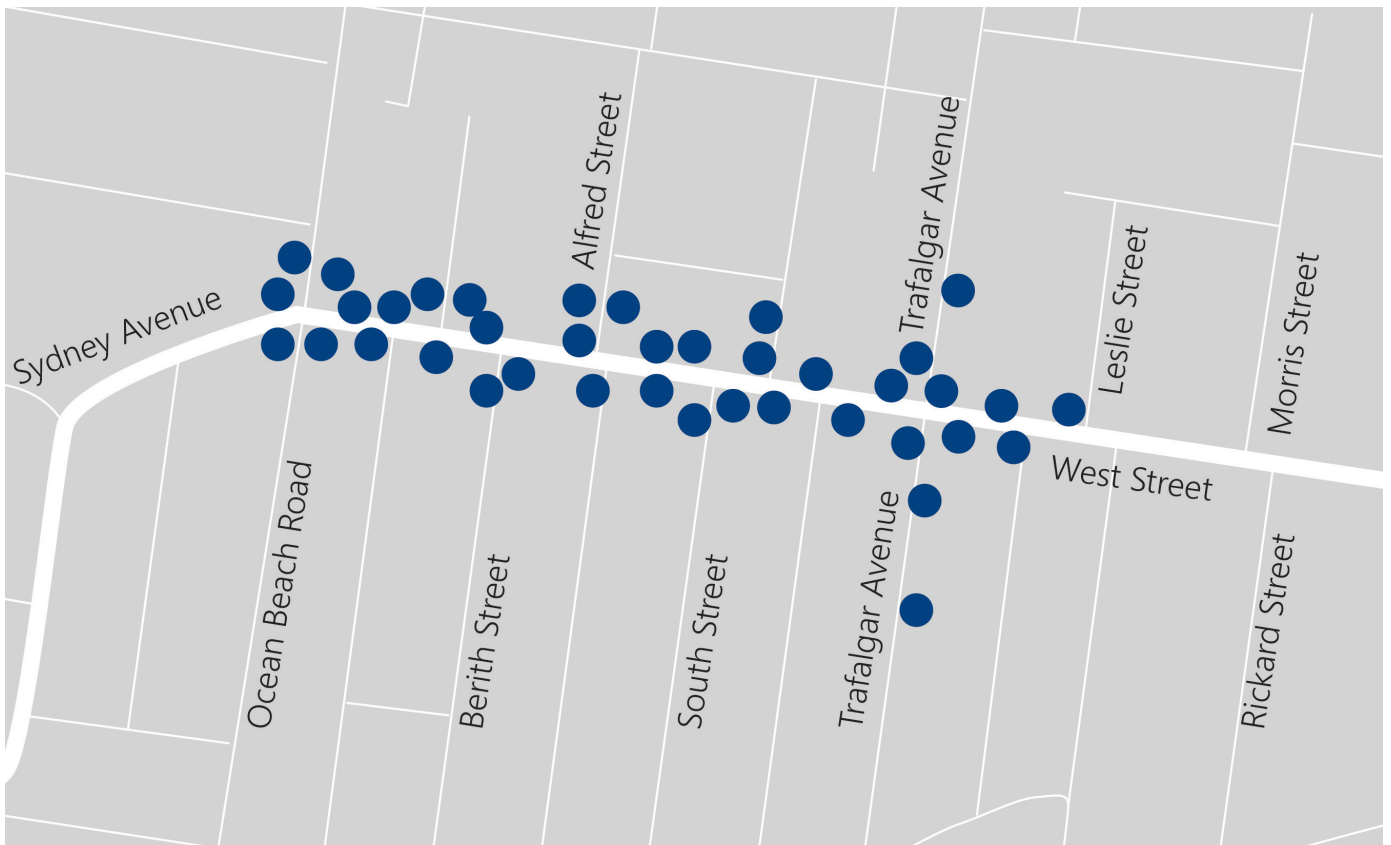 Alfred Street
Trafalgar Avenue
Leslie Street
Morris Street
Sydney Avenue
West Street
Ocean Beach Road
Berith Street
South Street
Trafalgar Avenue
Rickard Street